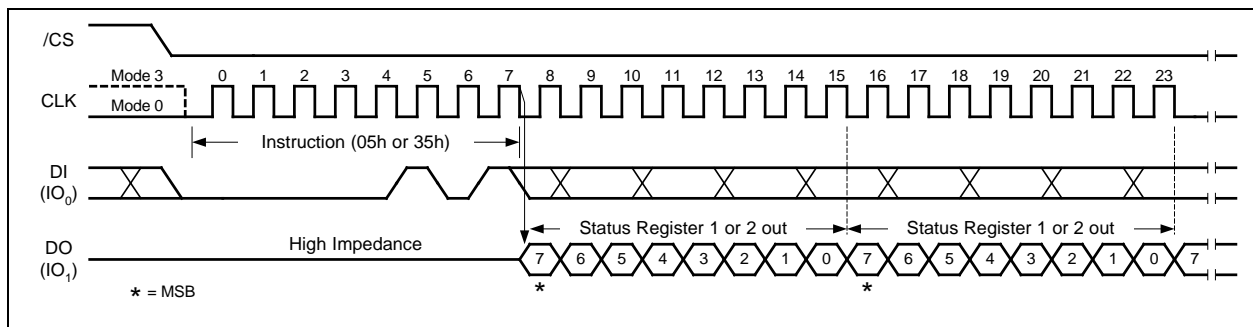 /CS
Mode 3
0 1 2 3 4 5 6 7 8 9 10 11 12 13 14 15 16 17 18 19 20 21 22 23
CLK
Mode 0
Instruction (05h or 35h)
DI
(IO0)
Status Register 1 or 2 out Status Register 1 or 2 out
High Impedance
DO
(IO1)
7 6 5 4 3 2 1 0 7 6 5 4 3 2 1 0 7
* *
* = MSB